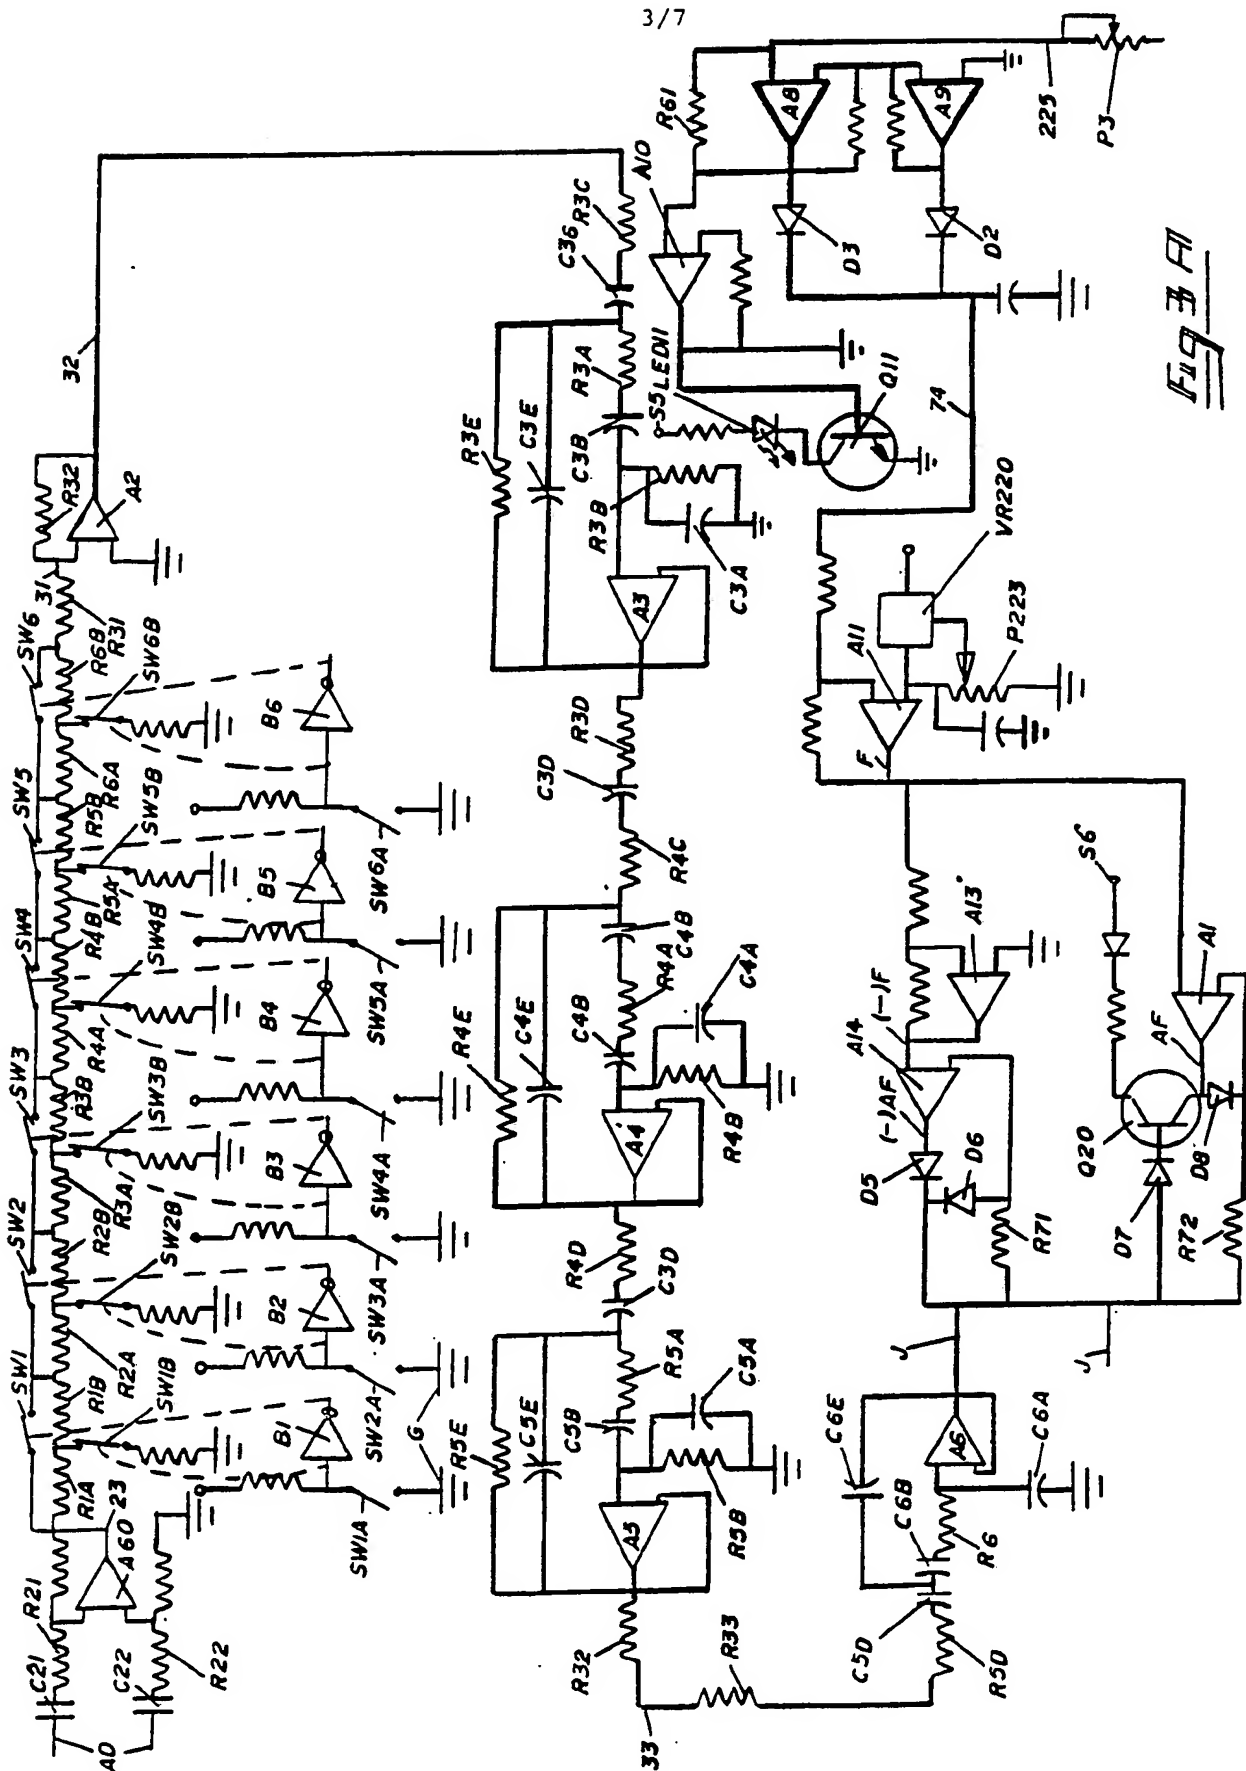 3/7
AD
C21
R21
C22
R22
A60
23
R1A
SW1
R1B
SW1B
R2A
SW2
R2B
SW2B
R3A
SW3
R3B
SW3B
R4A
SW4
R4B
SW4B
R5A
SW5
R5B
SW5B
R6A
SW6
R6B
SW6B
R31
31
R32
A2
32
B1
B2
B3
B4
B5
B6
SW1A
SW2A
SW3A
SW4A
SW5A
SW6A
G
R3C
C36
R3A
C3B
R3E
C3E
R3B
C3A
A3
R3D
C3D
R4C
C4B
R4A
C4B
R4E
C4E
C4A
R4B
A4
R4D
C3D
R5A
C5B
R5E
C5E
C5A
R5B
A5
R32
33
R33
R5D
C5D
C6B
C6E
R6
A6
C6A
J
J
R61
A8
A9
A10
225
P3
D3
D2
S5
LED11
Q11
74
VR220
P223
A11
F
A13
(-)F
A14
(-)AF
D5
D6
R71
S6
A1
AF
Q20
D8
D7
R72
Fig 3 A1